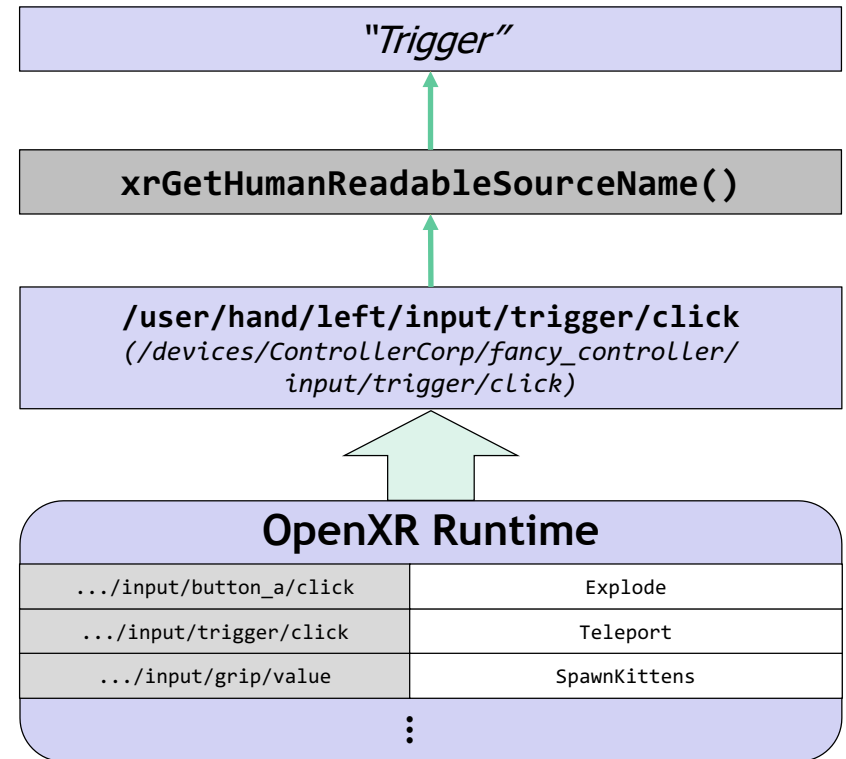 "Trigger"
xrGetHumanReadableSourceName()
/user/hand/left/input/trigger/click
(/devices/ControllerCorp/fancy_controller/
input/trigger/click)
OpenXR Runtime
.../input/button_a/click Explode
.../input/trigger/click Teleport
.../input/grip/value SpawnKittens
⋮